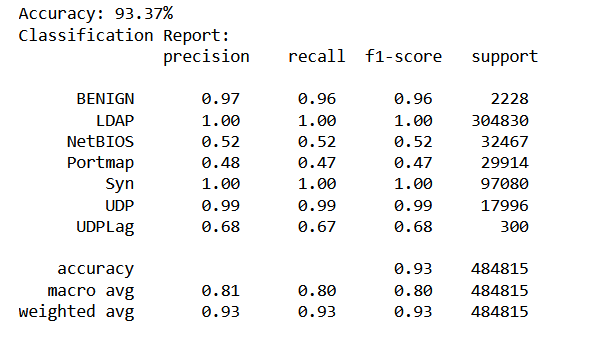 Accuracy: 93.37%
Classification Report:
precision recall f1-score support
BENIGN 0.97 0.96 0.96 2228
LDAP 1.00 1.00 1.00 304830
NetBIOS 0.52 0.52 0.52 32467
Portmap 0.48 0.47 0.47 29914
Syn 1.00 1.00 1.00 97080
UDP 0.99 0.99 0.99 17996
UDPLag 0.68 0.67 0.68 300
accuracy 0.93 484815
macro avg 0.81 0.80 0.80 484815
weighted avg 0.93 0.93 0.93 484815